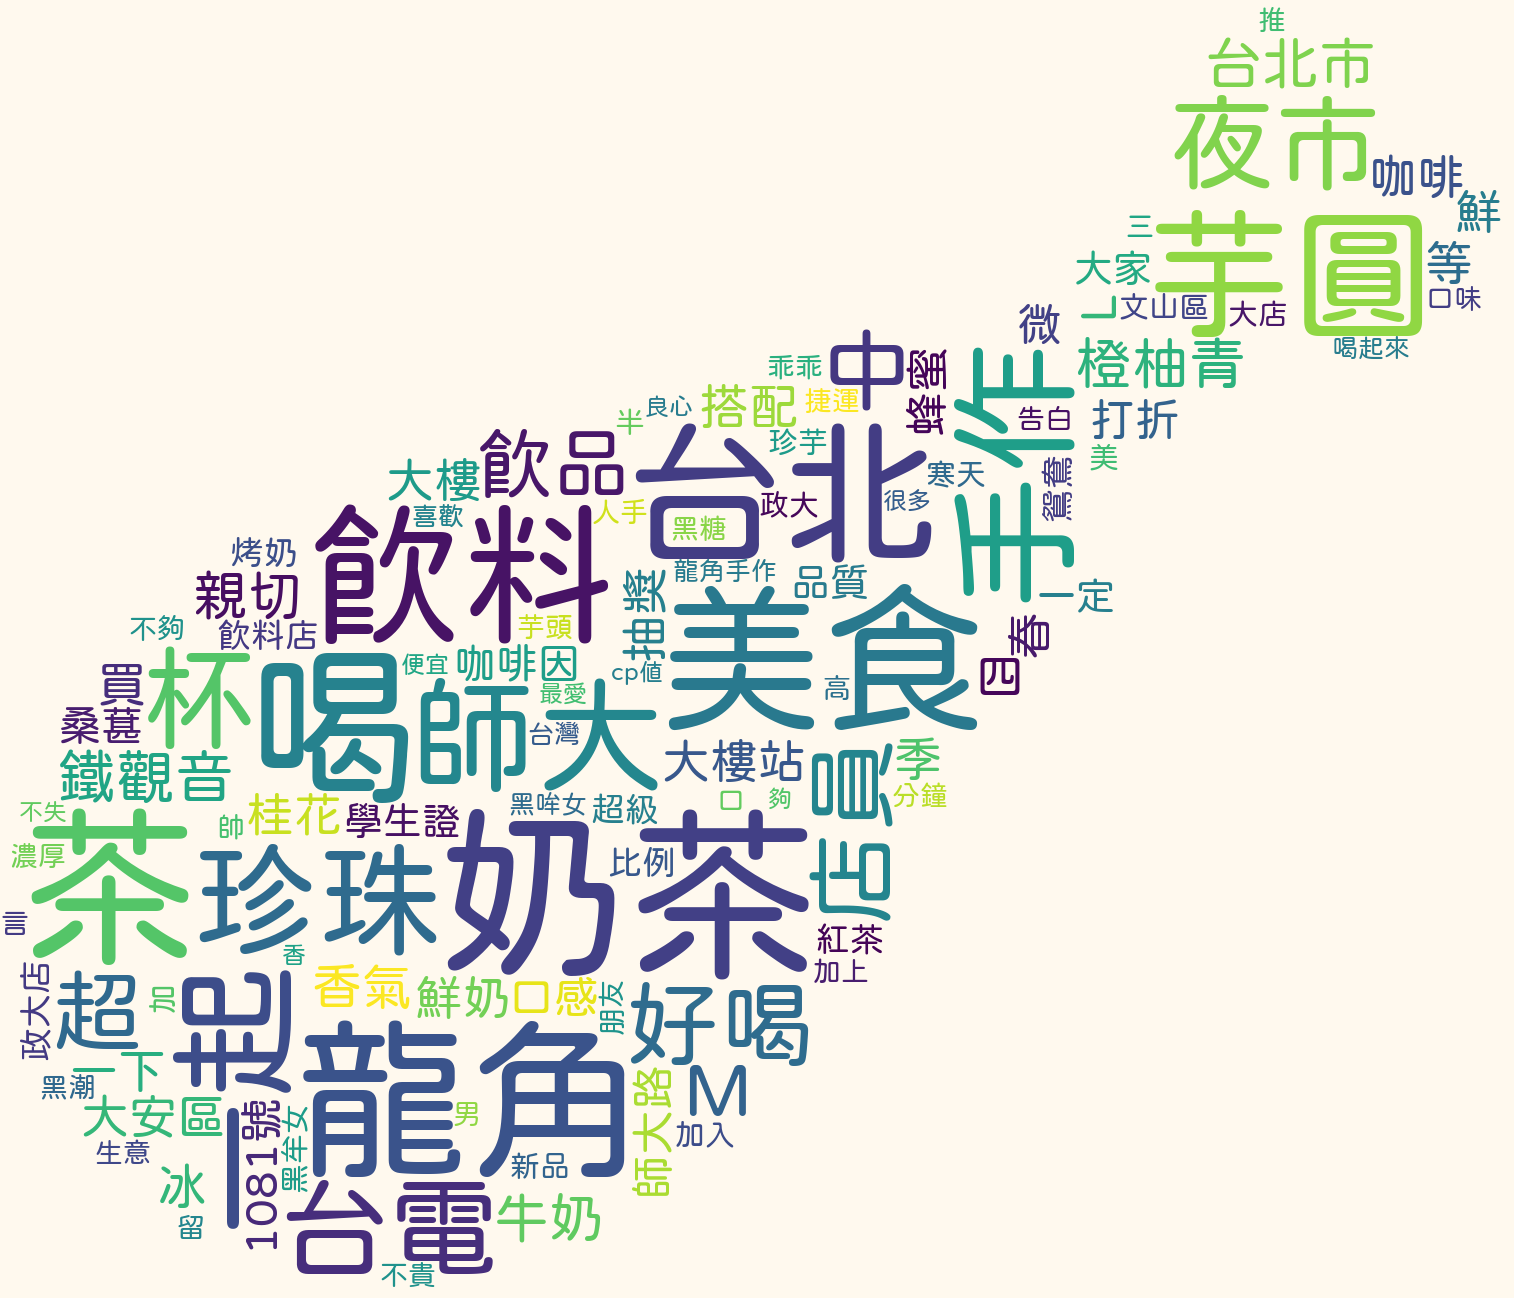 推
台北市
夜市
咖啡
鮮
芋圓
三
大家
等
一
文山區
大店
口味
微
喝起來
橙柚青
中
乖乖
蜂蜜
手作
搭配
捷運
良心
半
告白
打折
珍芋
飲品
台北
美
大樓
寒天
鴛鴦
政大
很多
喜歡
人手
黑糖
飲料
烤奶
龍角手作
品質
親切
抽獎
美食
一定
不夠
飲料店
芋頭
四春
杯
喝
便宜
咖啡因
cp值
高
買
師大
最愛
桑葚
台灣
大樓站
店員
季
鐵觀音
不失
桂花
學生證
黑哞女
超級
口
夠
分鐘
帥
茶
濃厚
珍珠
奶茶
比例
言
紅茶
加上
香
政大店
超
加
一起
香氣
鮮奶
口感
朋友
好喝
龍角
一下
黑潮
師大路
M
大安區
1081號
黑牟女
男
加入
生意
冰
新品
留
台電
牛奶
不貴